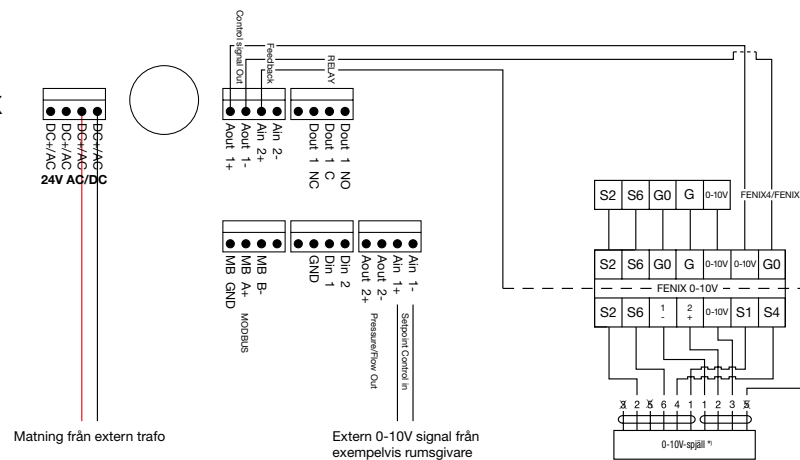 Control signal Out
Feedback
RELAY
DC+/AC
DC+/AC
DC+/AC
DC+/AC
24V AC/DC
Aout 1+
Aout 1-
Ain 2+
Ain 2-
Dout 1 NC
Dout 1 C
Dout 1 NO
S2 S6 G0 G 0-10V FENIX4/FENIX
MB GND
MB A+
MB B-
MODBUS
GND
Din 1
Din 2
Aout 2+
Aout 2-
Ain 1+
Ain 1-
Pressure/Flow Out
Setpoint Control in
S2 S6 G0 G 0-10V 0-10V G0
FENIX 0-10V
S2 S6 1 - 2 + 0-10V S1 S4
3 2 5 6 4 1 1 2 3 5
0-10V-spjäll *)
Matning från extern trafo
Extern 0-10V signal från
exempelvis rumsgivare